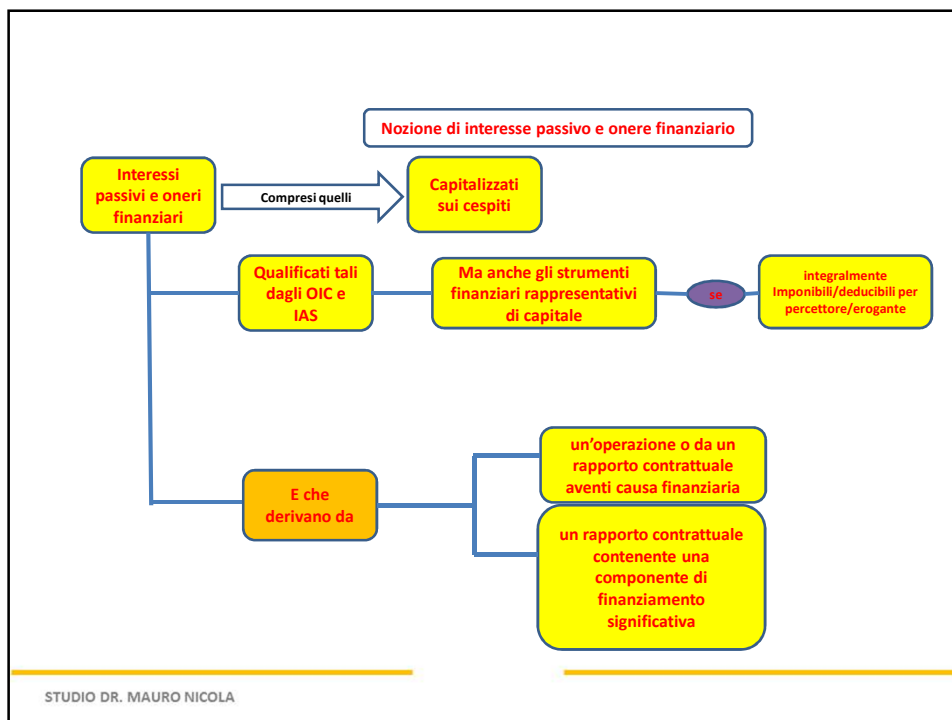 Nozione di interesse passivo e onere finanziario
Interessi
passivi e oneri
finanziari
Compresi quelli
Capitalizzati
sui cespiti
Qualificati tali
dagli OIC e
IAS
Ma anche gli strumenti
finanziari rappresentativi
di capitale
se
integralmente
Imponibili/deducibili per
percettore/erogante
E che
derivano da
un'operazione o da un
rapporto contrattuale
aventi causa finanziaria
un rapporto contrattuale
contenente una
componente di
finanziamento
significativa
STUDIO DR. MAURO NICOLA